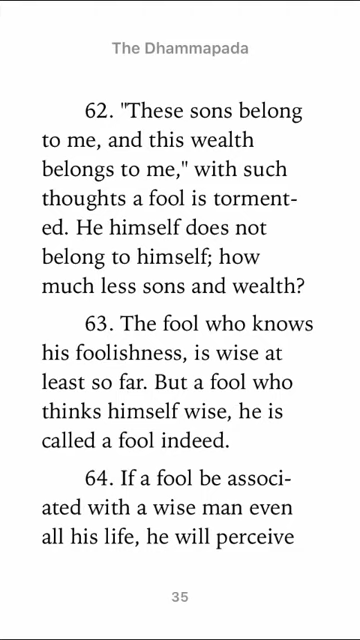 The Dhammapada
62. "These sons belong
to me, and this wealth
belongs to me," with such
thoughts a fool is torment-
ed. He himself does not
belong to himself; how
much less sons and wealth?
63. The fool who knows
his foolishness, is wise at
least so far. But a fool who
thinks himself wise, he is
called a fool indeed.
64. If a fool be associ-
ated with a wise man even
all his life, he will perceive
35